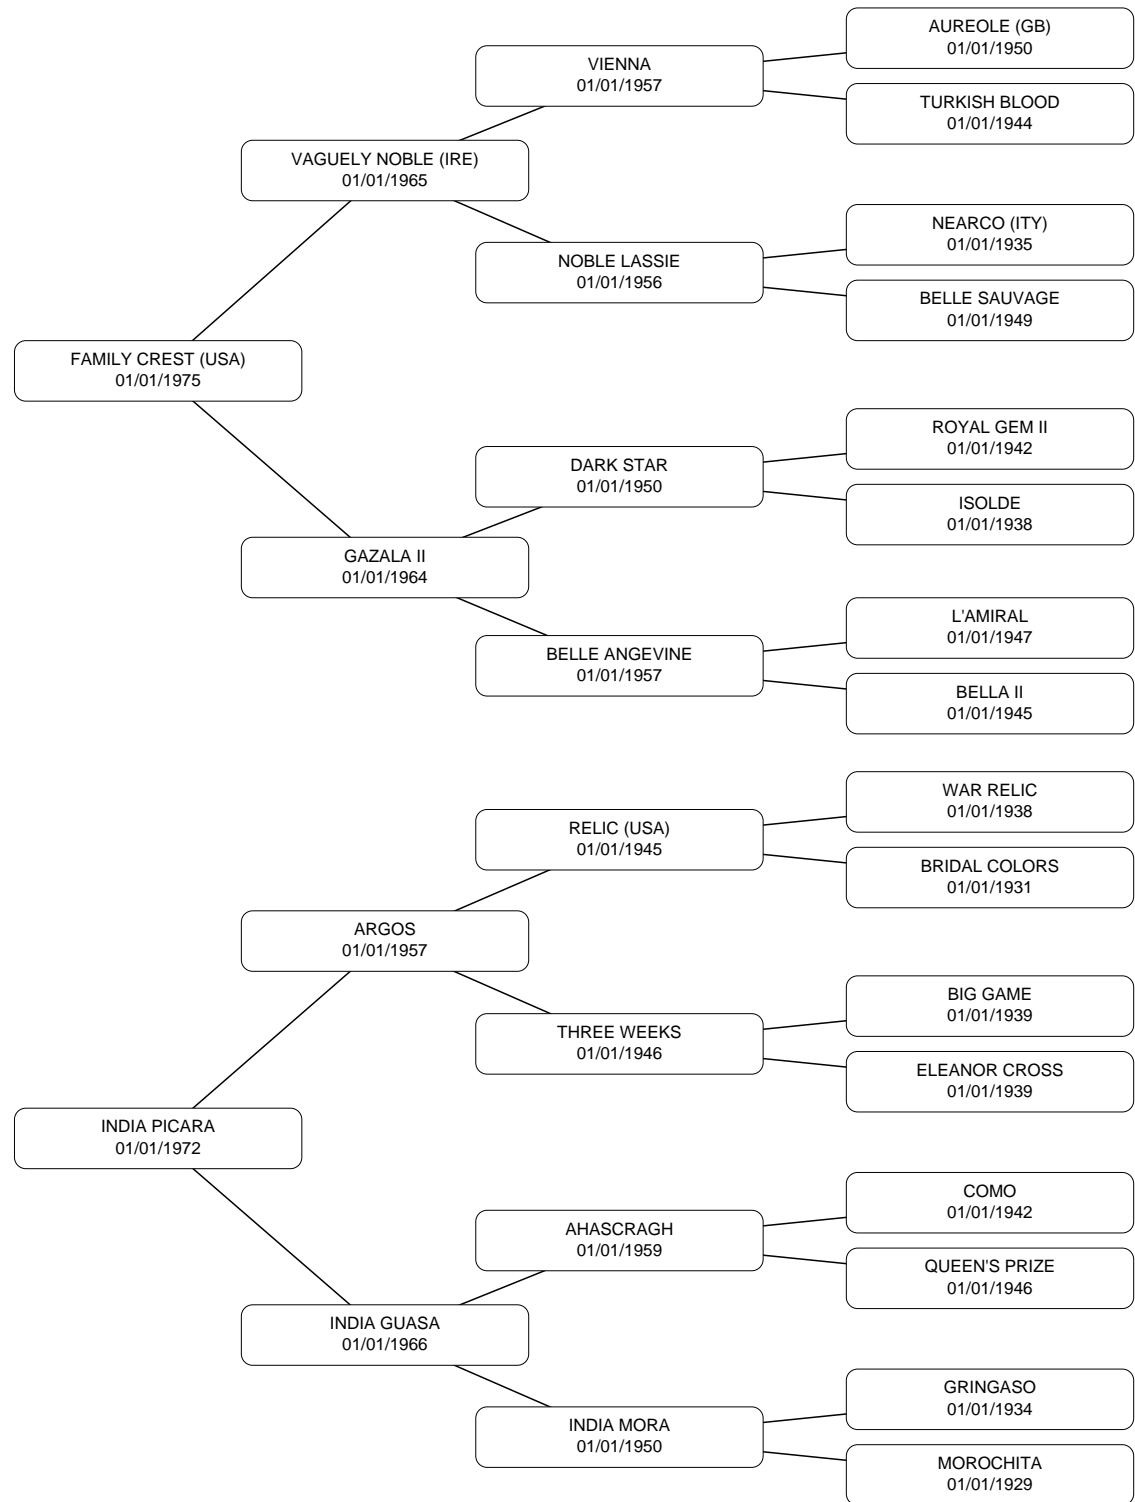 AUREOLE (GB)
01/01/1950
VIENNA
01/01/1957
TURKISH BLOOD
01/01/1944
VAGUELY NOBLE (IRE)
01/01/1965
NEARCO (ITY)
01/01/1935
NOBLE LASSIE
01/01/1956
BELLE SAUVAGE
01/01/1949
FAMILY CREST (USA)
01/01/1975
ROYAL GEM II
01/01/1942
DARK STAR
01/01/1950
ISOLDE
01/01/1938
GAZALA II
01/01/1964
L'AMIRAL
01/01/1947
BELLE ANGEVINE
01/01/1957
BELLA II
01/01/1945
WAR RELIC
01/01/1938
RELIC (USA)
01/01/1945
BRIDAL COLORS
01/01/1931
ARGOS
01/01/1957
BIG GAME
01/01/1939
THREE WEEKS
01/01/1946
ELEANOR CROSS
01/01/1939
INDIA PICARA
01/01/1972
COMO
01/01/1942
AHASCRAGH
01/01/1959
QUEEN'S PRIZE
01/01/1946
INDIA GUASA
01/01/1966
GRINGASO
01/01/1934
INDIA MORA
01/01/1950
MOROCHITA
01/01/1929